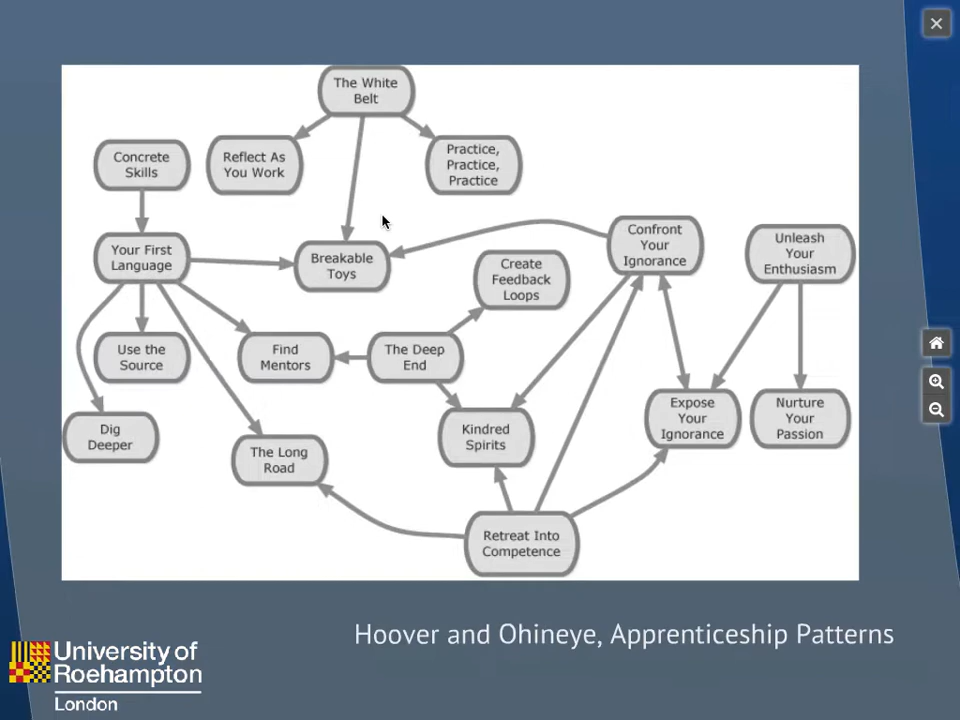 The White
Belt
Concrete
Skills
Reflect As
You Work
Practice,
Practice,
Practice
Your First
Language
Breakable
Toys
Create
Feedback
Loops
Confront
Your
Ignorance
Unleash
Your
Enthusiasm
Use the
Source
Find
Mentors
The Deep
End
Dig
Deeper
The Long
Road
Kindred
Spirits
Expose
Your
Ignorance
Nurture
Your
Passion
Retreat Into
Competence
Hoover and Ohineye, Apprenticeship Patterns
University of
Roehampton
London